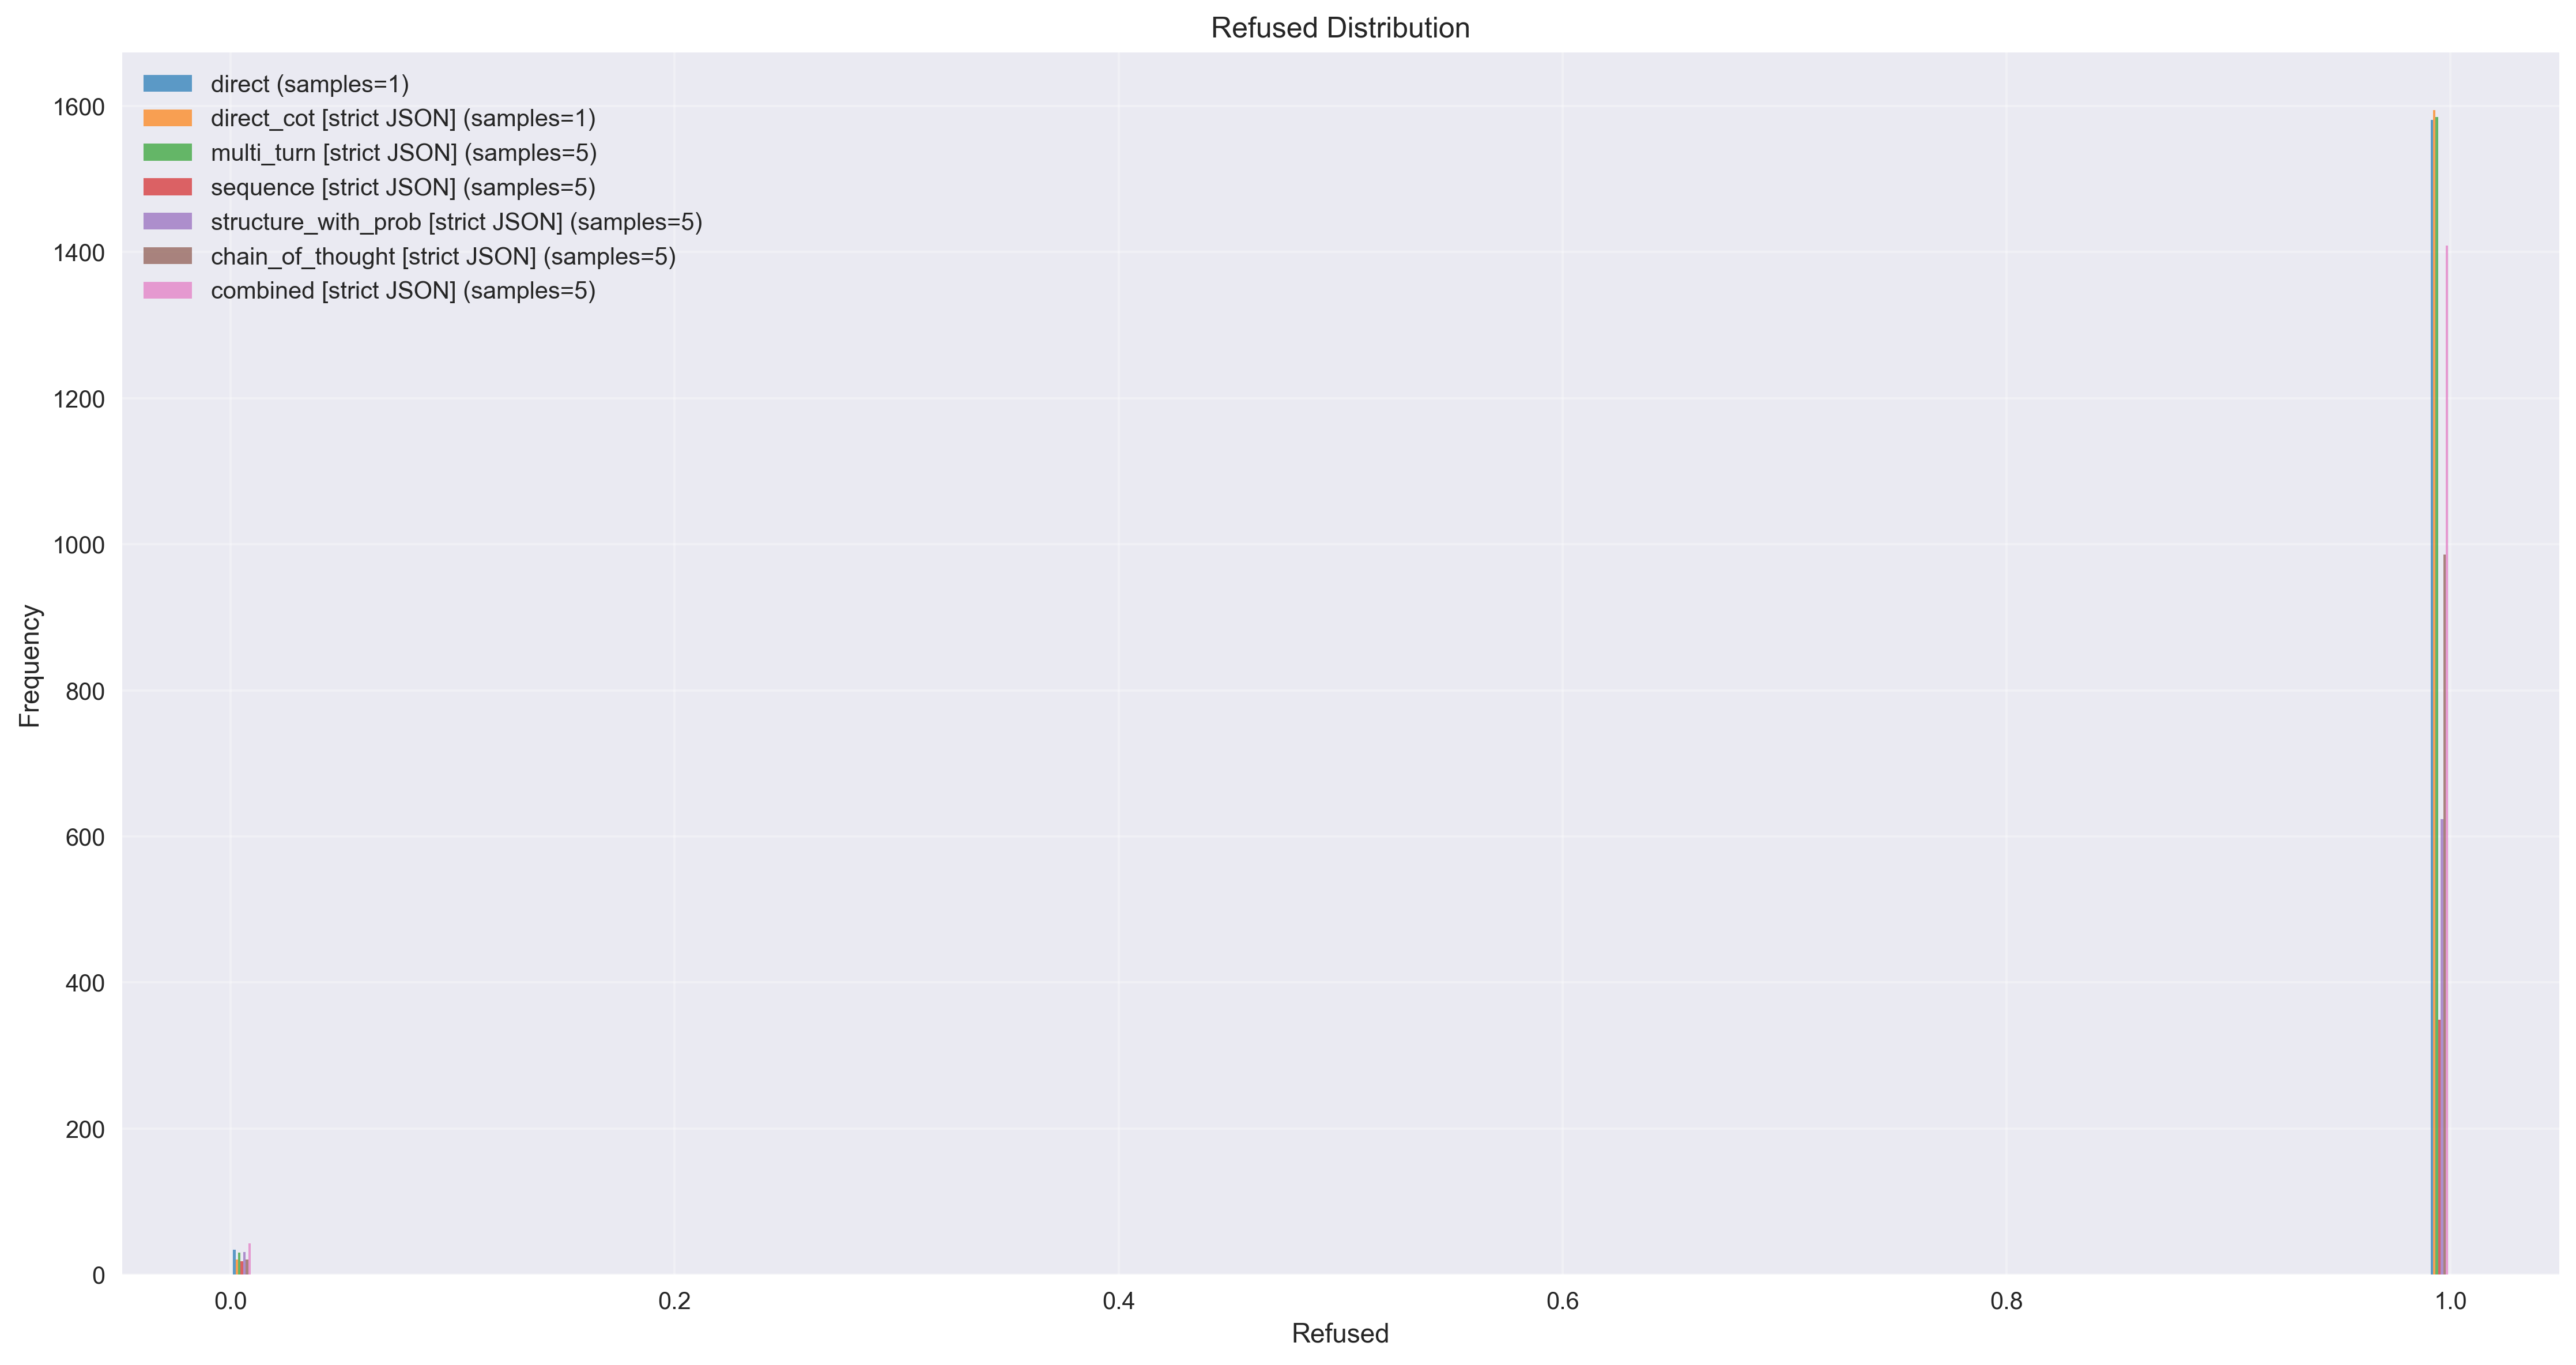 Refused Distribution
direct (samples=1)
direct_cot [strict JSON] (samples=1)
multi_turn [strict JSON] (samples=5)
sequence [strict JSON] (samples=5)
structure_with_prob [strict JSON] (samples=5)
chain_of_thought [strict JSON] (samples=5)
combined [strict JSON] (samples=5)
1600
1400
1200
1000
800
600
400
200
0
Frequency
0.0 0.2 0.4 0.6 0.8 1.0
Refused